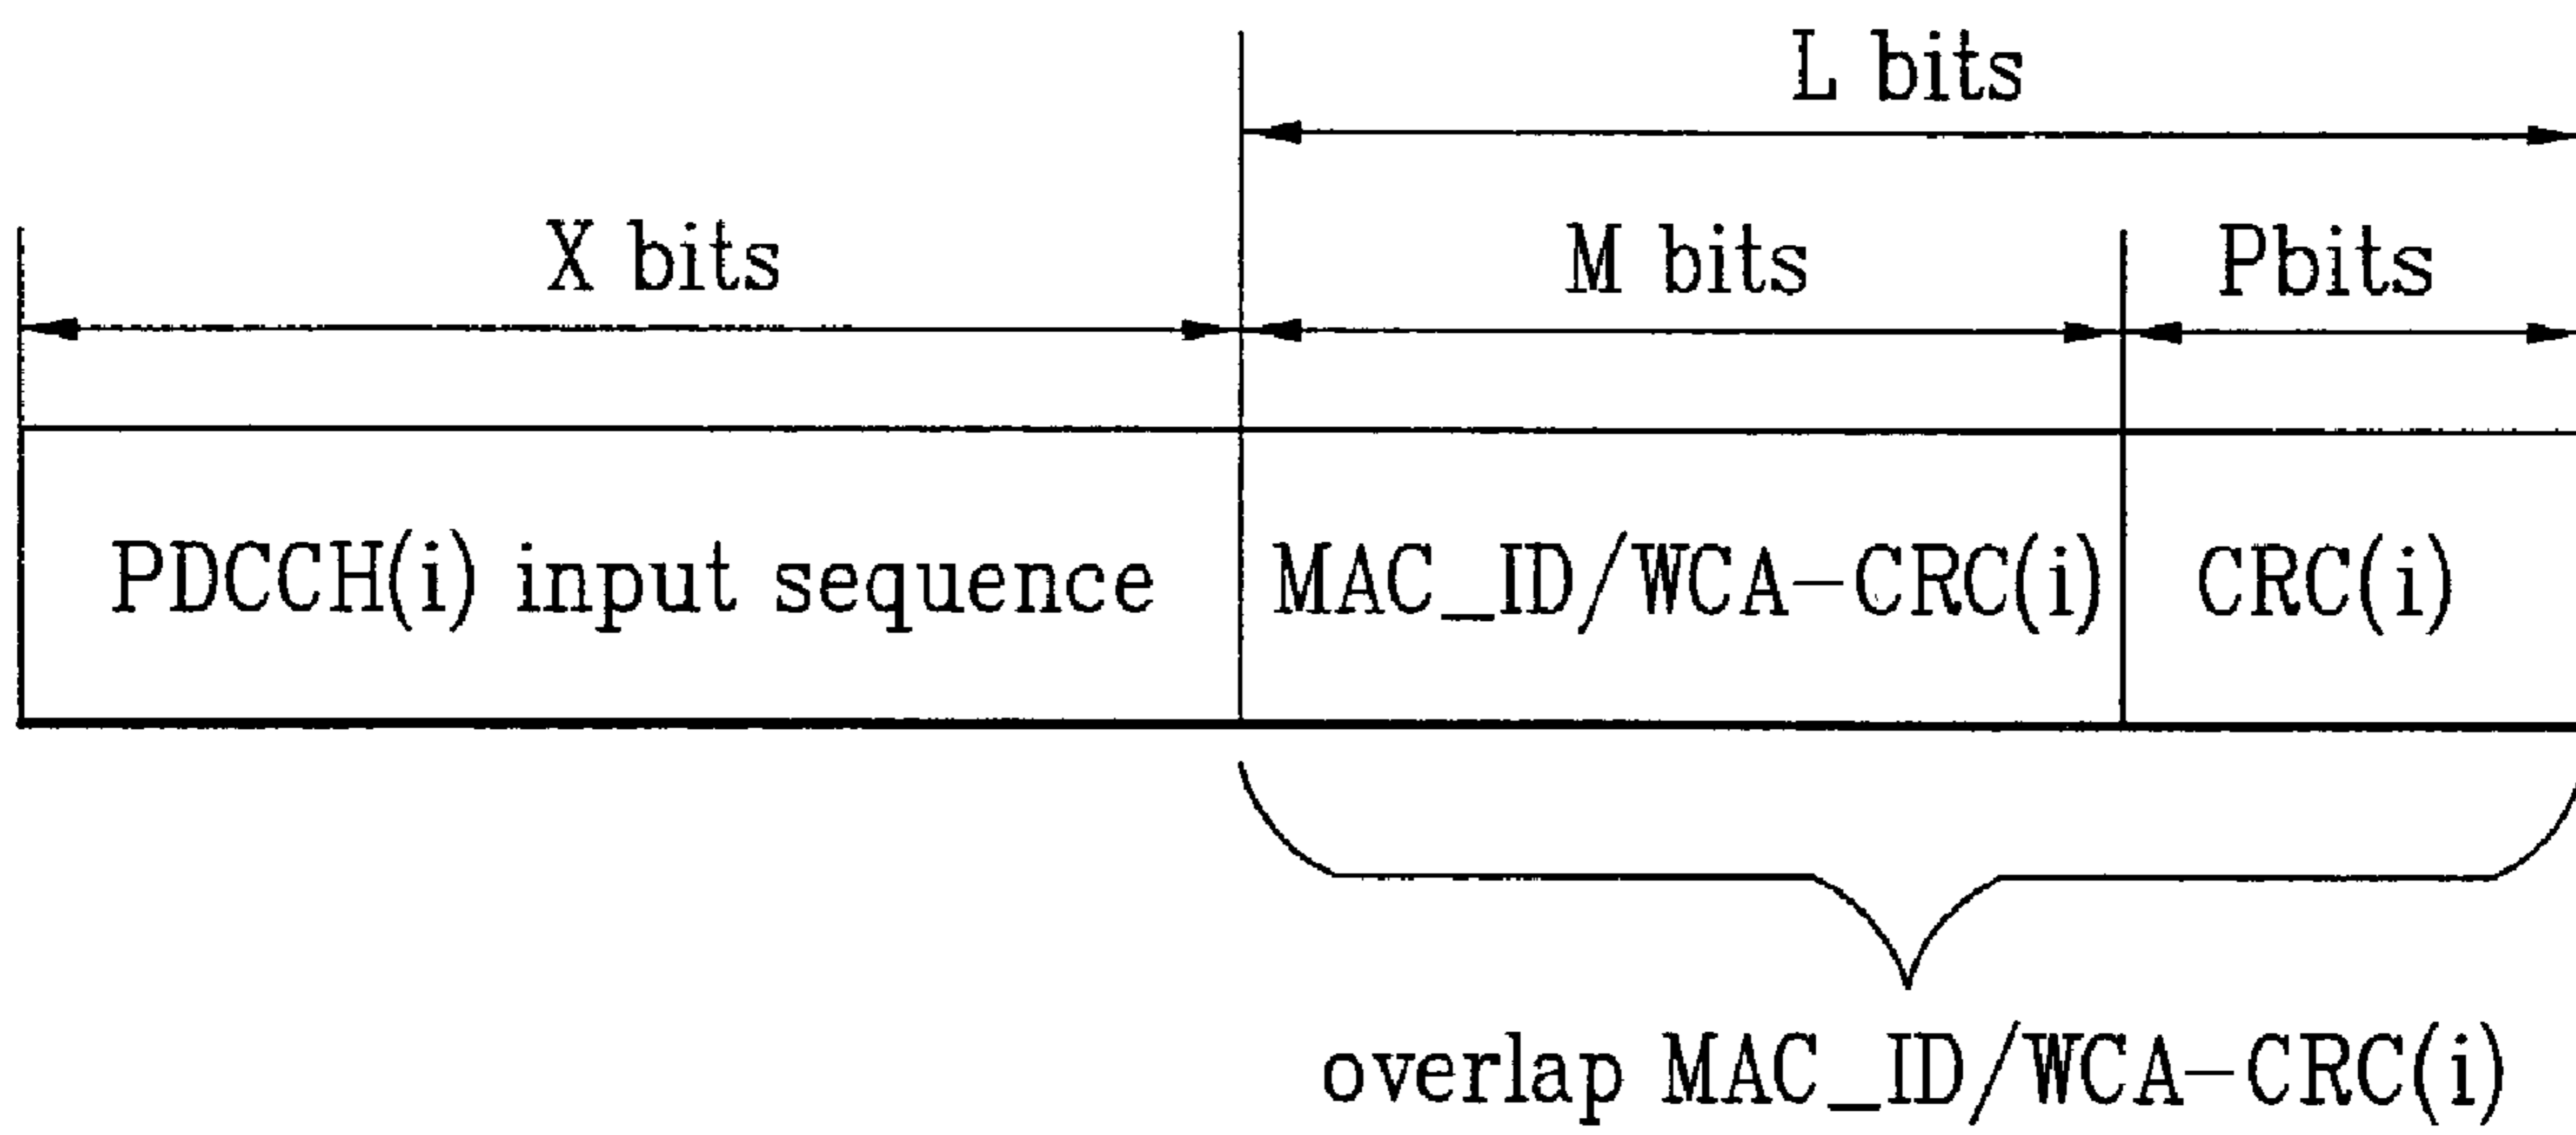 L bits
X bits M bits Pbits
PDCCH(i) input sequence MAC_ID/WCA-CRC(i) CRC(i)
overlap MAC_ID/WCA-CRC(i)